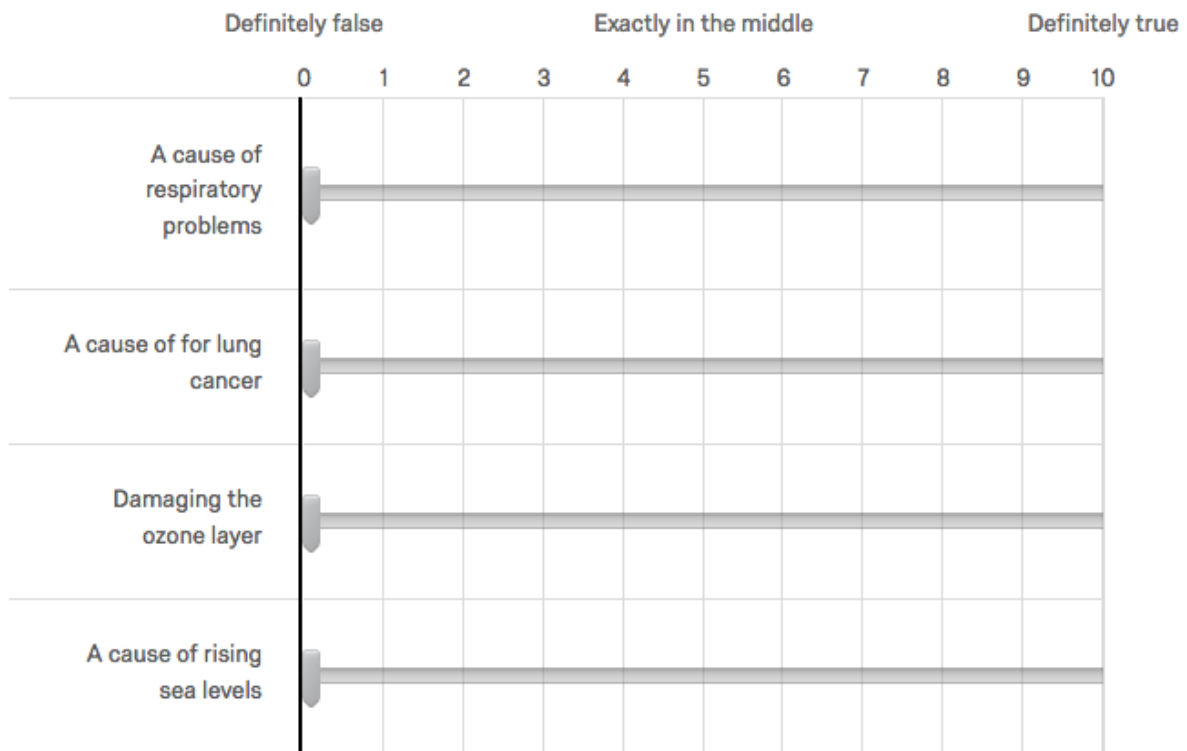 Definitely false Exactly in the middle Definitely true
0 1 2 3 4 5 6 7 8 9 10
A cause of
respiratory
problems
A cause of for lung
cancer
Damaging the
ozone layer
A cause of rising
sea levels